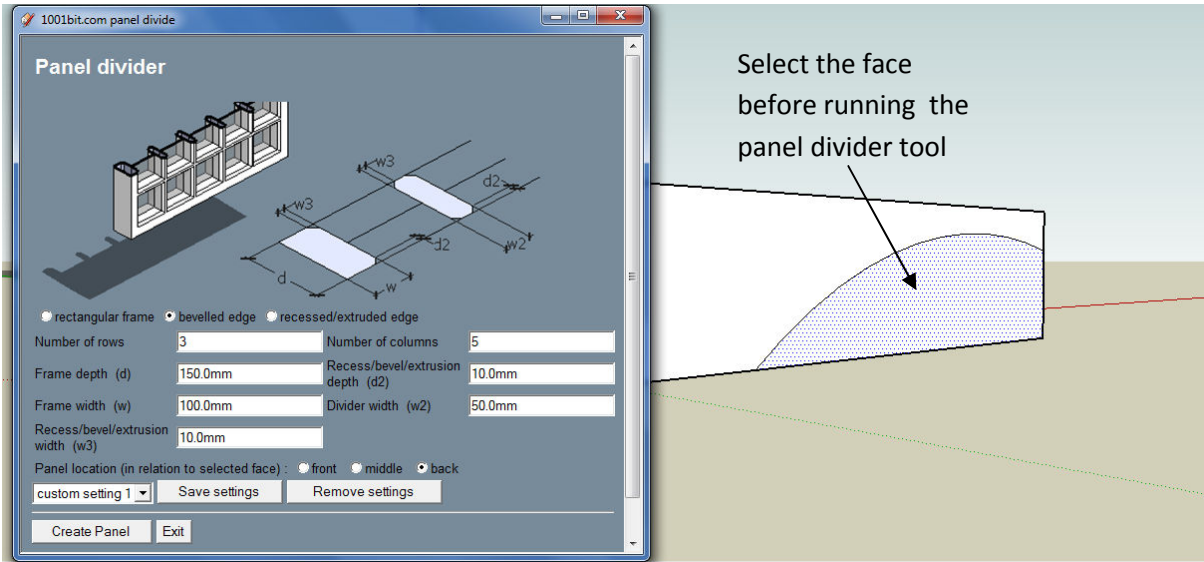 1001bit.com panel divide
Panel divider
w3
d2
w3
d2
w2
d
w
rectangular frame bevelled edge recessed/extruded edge
Number of rows 3 Number of columns 5
Frame depth (d) 150.0mm Recess/bevel/extrusion
depth (d2) 10.0mm
Frame width (w) 100.0mm Divider width (w2) 50.0mm
Recess/bevel/extrusion
width (w3) 10.0mm
Panel location (in relation to selected face) : front middle back
custom setting 1 Save settings Remove settings
Create Panel Exit
Select the face
before running the
panel divider tool